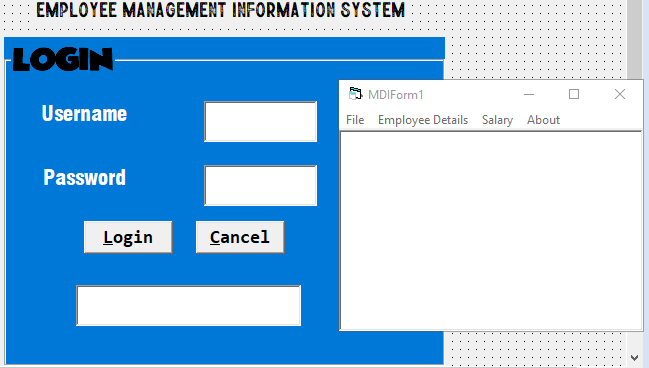 EMPLOYEE MANAGEMENT INFORMATION SYSTEM
LOGIN
Username
Password
Login Cancel
MDIForm1
File Employee Details Salary About